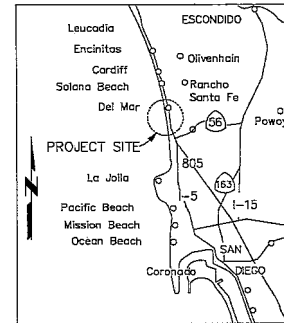 ESCONDIDO
Leucadia
Encinitas
Olivenhain
Cardiff
Solana Beach
Rancho
Santa Fe
Del Mar
56
Poway
PROJECT SITE
805
La Jolla
163
I-5
I-15
Pacific Beach
Mission Beach
Ocean Beach
SAN
DIEGO
Coronado